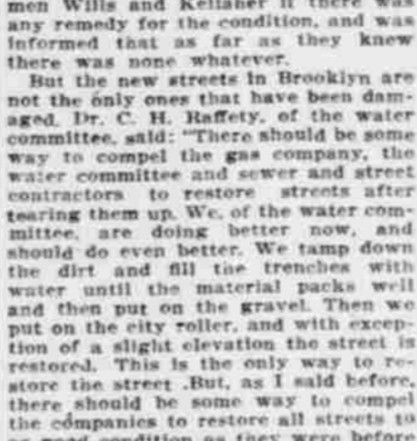 men Wills and Kellaher if there was
any remedy for the condition, and was
informed that as far as they knew
there was none whatever.
But the new streets in Brooklyn are
not the only ones that have been dam-
aged. Dr. C. H. Raffety, of the water
committee, said: "There should be some
way to compel the gas company, the
water committee and sewer and street
contractors to restore streets after
tearing them up. We, of the water com-
mittee, are doing better now, and
should do even better. We tamp down
the dirt and fill the trenches with
water until the material packs well
and then put on the gravel. Then we
put on the city roller, and with excep-
tion of a slight elevation the street is
restored. This is the only way to re-
store the street .But, as I said before,
there should be some way to compel
the companies to restore all streets to
as good condition as they were before